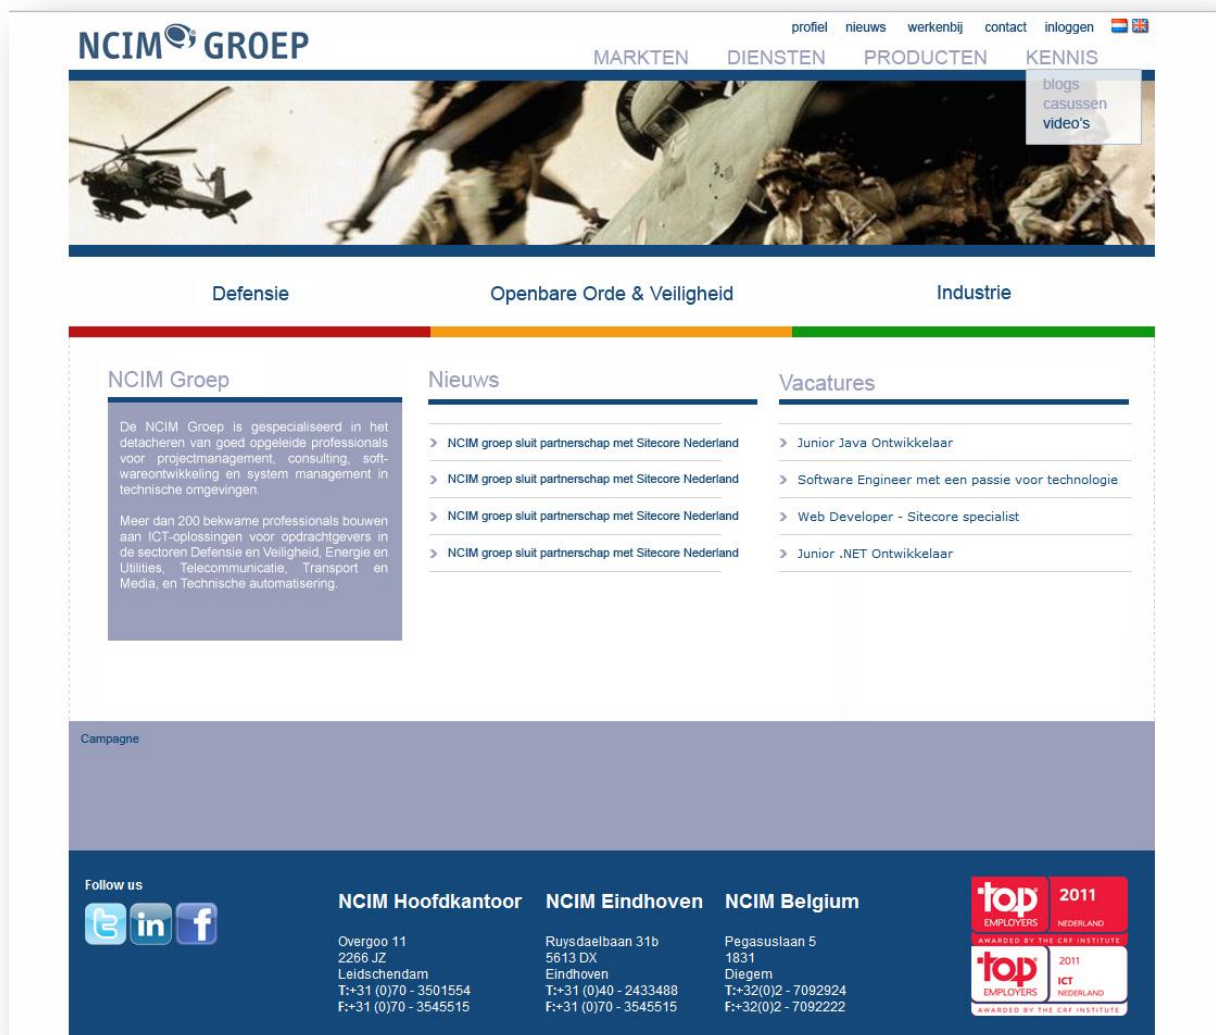 NCIM GROEP
profiel nieuws werkenbij contact inloggen
MARKTEN DIENSTEN PRODUCTEN KENNIS
blogs
casussen
video's
Defensie
Openbare Orde & Veiligheid
Industrie
NCIM Groep
De NCIM Groep is gespecialiseerd in het
detacheren van goed opgeleide professionals
voor projectmanagement, consulting, soft-
wareontwikkeling en system management in
technische omgevingen.
Meer dan 200 bekwame professionals bouwen
aan ICT-oplossingen voor opdrachtgevers in
de sectoren Defensie en Veiligheid, Energie en
Utilities, Telecommunicatie, Transport en
Media, en Technische automatisering.
Nieuws
NCIM groep sluit partnerschap met Sitecore Nederland
NCIM groep sluit partnerschap met Sitecore Nederland
NCIM groep sluit partnerschap met Sitecore Nederland
NCIM groep sluit partnerschap met Sitecore Nederland
Vacatures
Junior Java Ontwikkelaar
Software Engineer met een passie voor technologie
Web Developer - Sitecore specialist
Junior .NET Ontwikkelaar
Campagne
Follow us
NCIM Hoofdkantoor
Overgoo 11
2266 JZ
Leidschendam
T:+31 (0)70 - 3501554
F:+31 (0)70 - 3545515
NCIM Eindhoven
Ruysdaelbaan 31b
5613 DX
Eindhoven
T:+31 (0)40 - 2433488
F:+31 (0)70 - 3545515
NCIM Belgium
Pegasuslaan 5
1831
Diegem
T:+32(0)2 - 7092924
F:+32(0)2 - 7092222
top
EMPLOYERS
2011
NEDERLAND
AWARDED BY THE CRF INSTITUTE
top
EMPLOYERS
2011
ICT
NEDERLAND
AWARDED BY THE CRF INSTITUTE